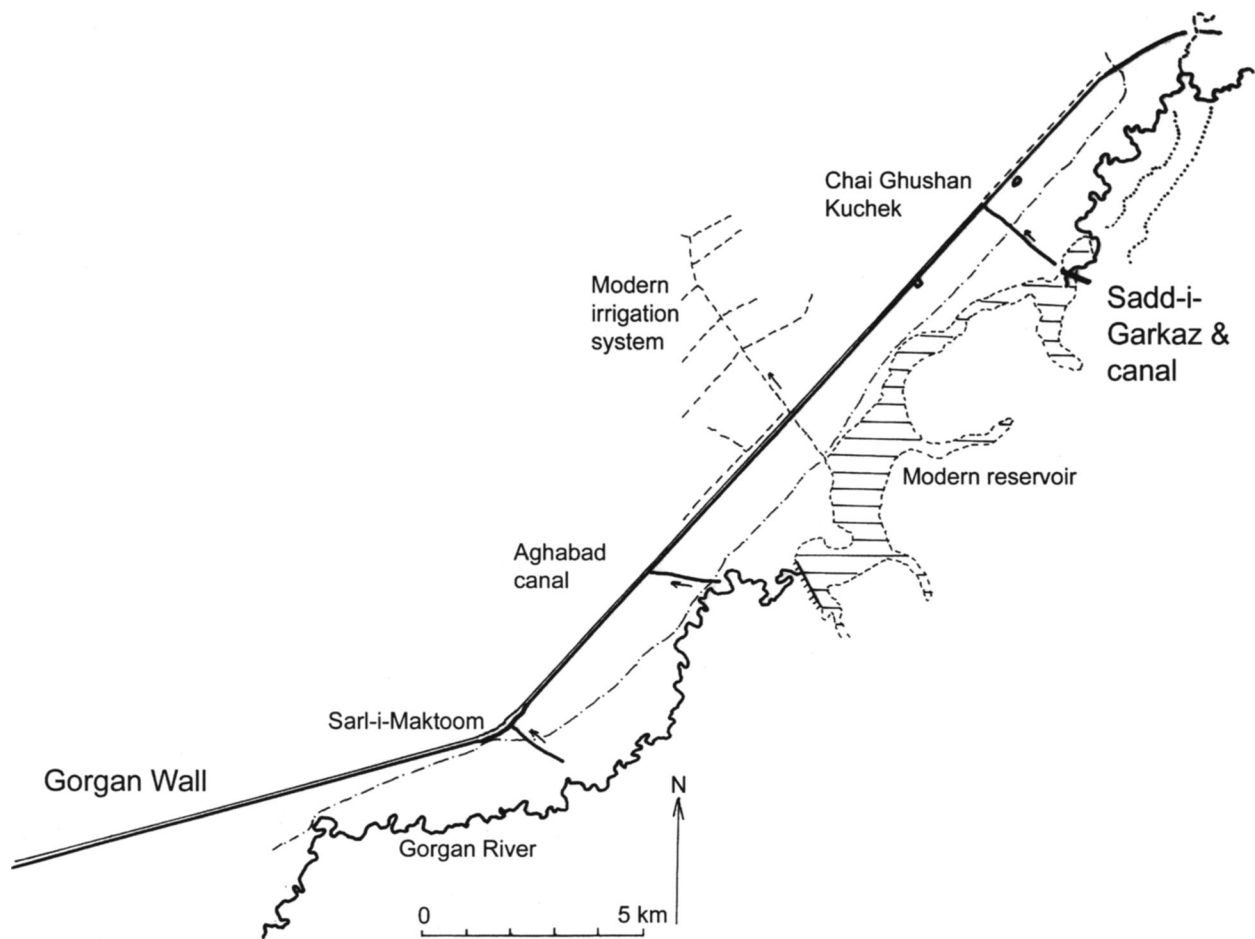 Chai Ghushan
Kuchek
Modern
irrigation
system
Sadd-i-
Garkaz &
canal
Modern reservoir
Aghabad
canal
Sarl-i-Maktoom
Gorgan Wall
N
Gorgan River
0 5 km